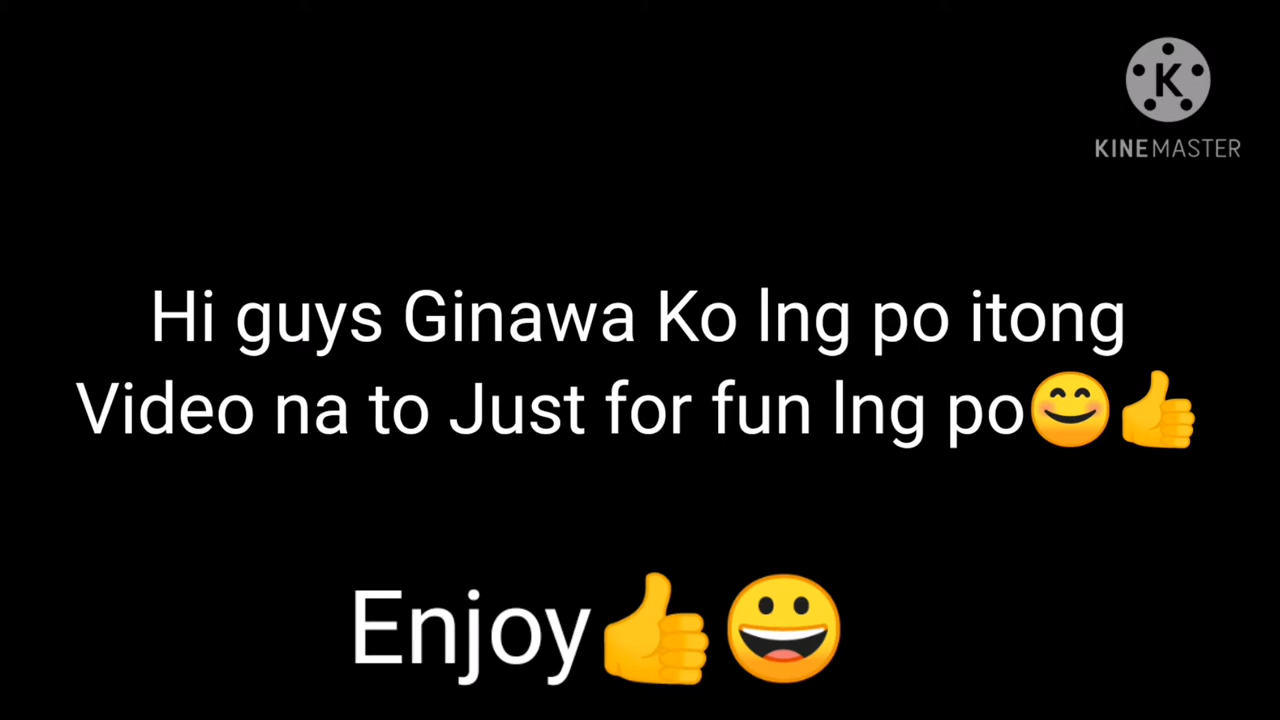 K
KINEMASTER
Hi guys Ginawa Ko lng po itong
Video na to Just for fun lng po😊👍
Enjoy👍😀